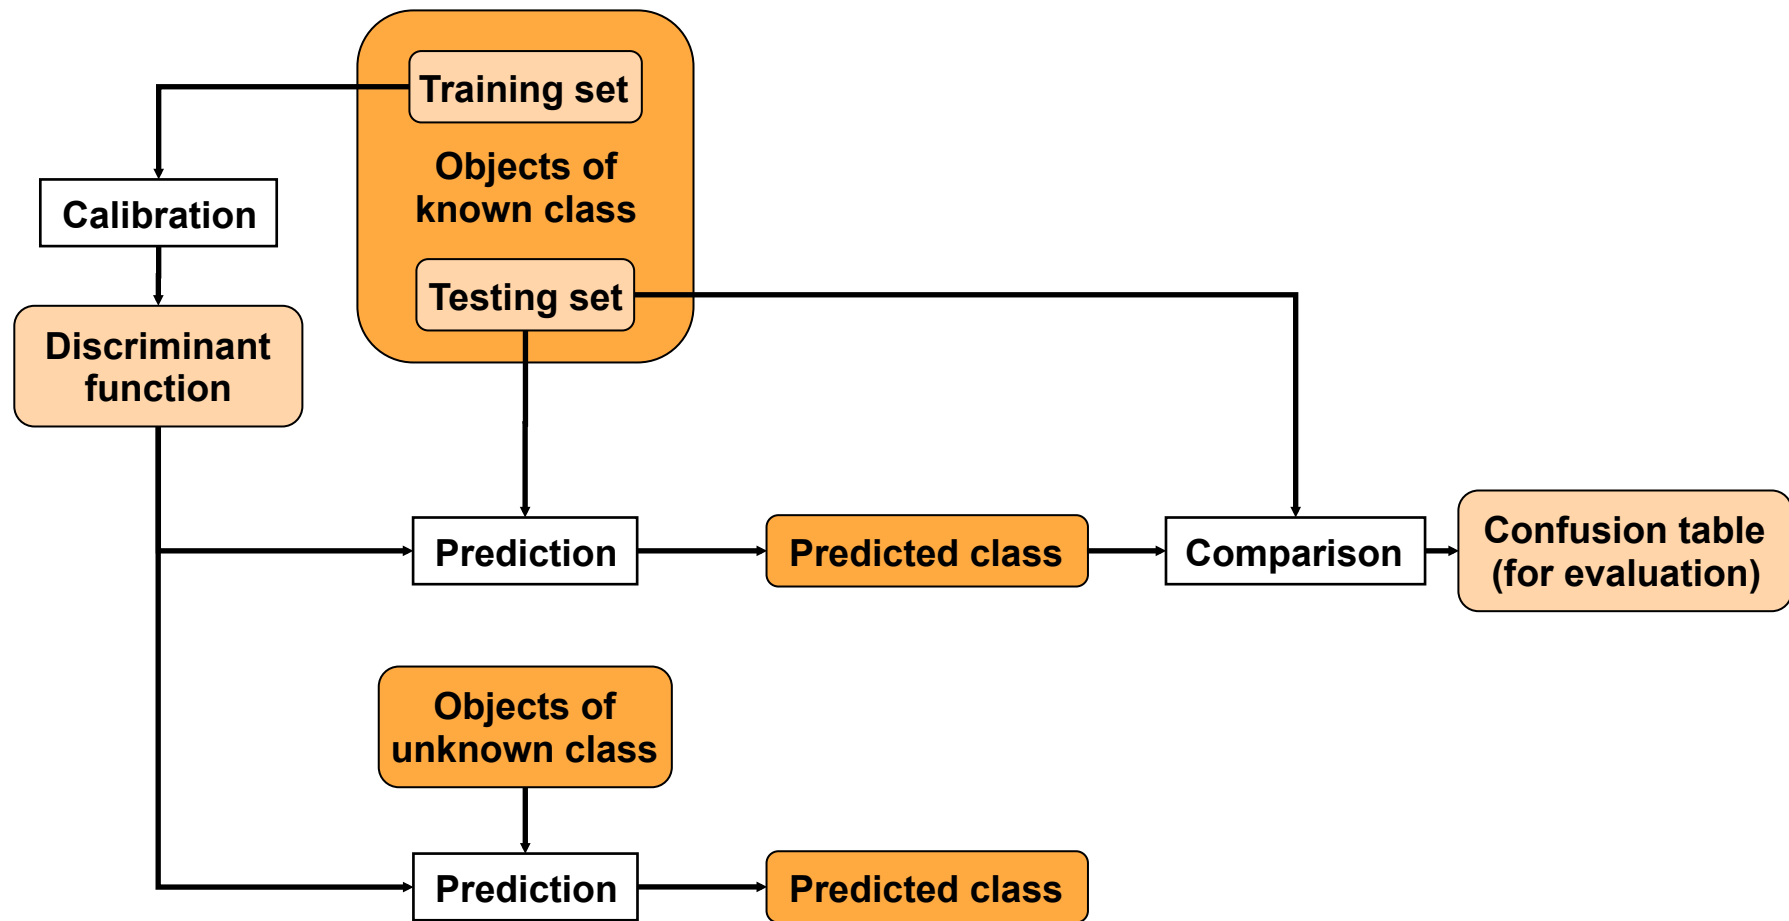 Training set
Objects of
known class
Calibration
Testing set
Discriminant
function
Prediction
Predicted class
Comparison
Confusion table
(for evaluation)
Objects of
unknown class
Prediction
Predicted class